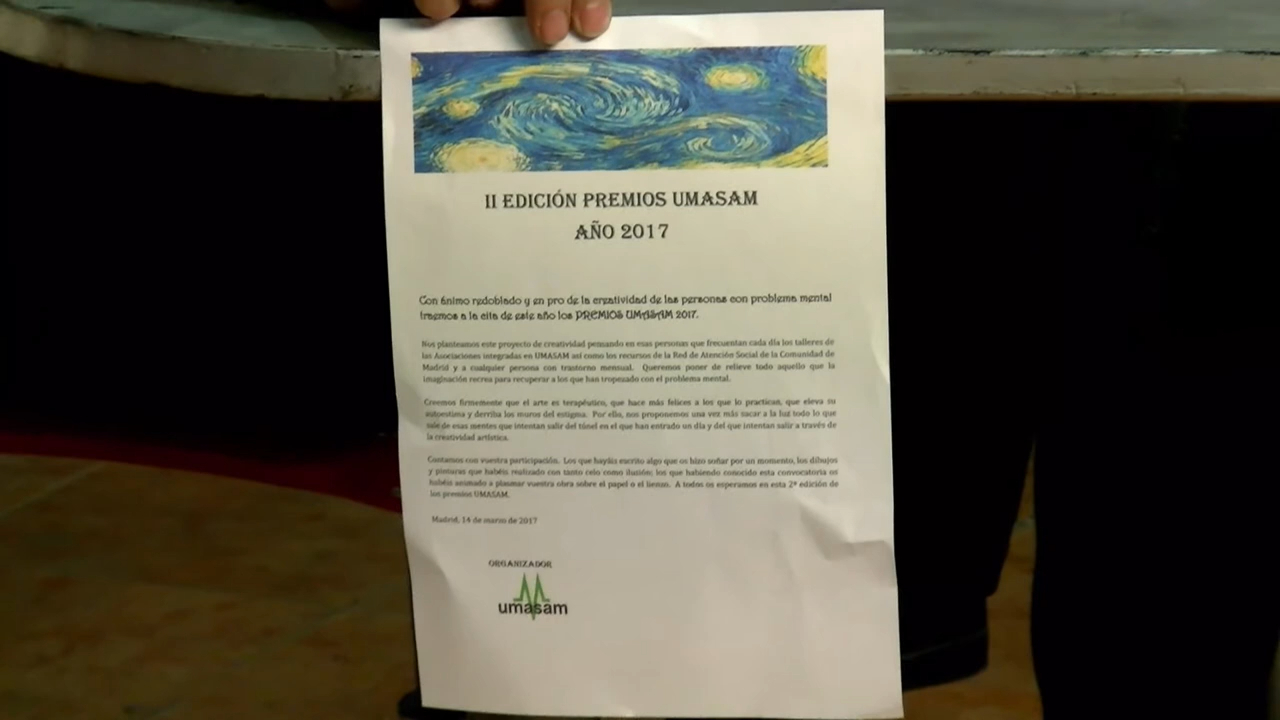 II EDICIÓN PREMIOS UMASAM
AÑO 2017
Con ánimo redoblado y en pro de la creatividad de las personas con problema mental
traemos a la cita de este año los PREMIOS UMASAM 2017.
Nos planteamos este proyecto de creatividad pensando en esas personas que frecuentan cada día los talleres de
las Asociaciones integradas en UMASAM así como los recursos de la Red de Atención Social de la Comunidad de
Madrid y a cualquier persona con trastorno mensual. Queremos poner de relieve todo aquello que la
imaginación recrea para recuperar a los que han tropezado con el problema mental.
Creemos firmemente que el arte es terapéutico, que hace más felices a los que lo practican, que eleva su
autoestima y derriba los muros del estigma. Por ello, nos proponemos una vez más sacar a la luz todo lo que
sale de esas mentes que intentan salir del túnel en el que han entrado un día y del que intentan salir a través de
la creatividad artística.
Contamos con vuestra participación. Los que hayáis escrito algo que os hizo soñar por un momento, los dibujos
y pinturas que habéis realizado con tanto celo como ilusión; los que habiendo conocido esta convocatoria os
habéis animado a plasmar vuestra obra sobre el papel o el lienzo. A todos os esperamos en esta 2ª edición de
los premios UMASAM.
Madrid, 14 de marzo de 2017
ORGANIZADOR
umasam